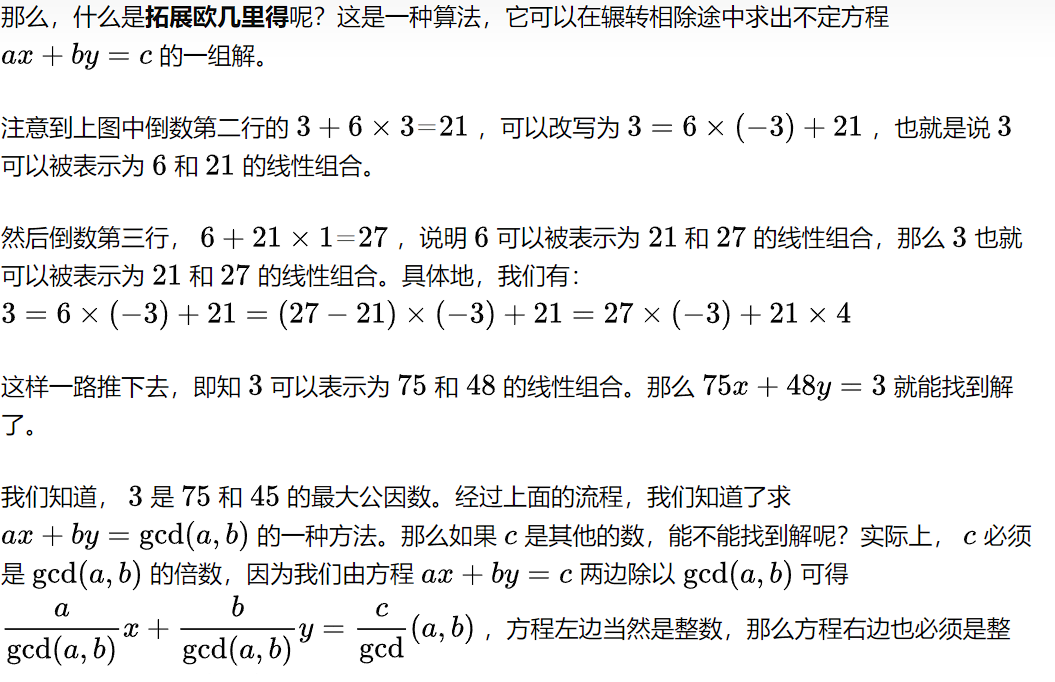 那么，什么是拓展欧几里得呢？这是一种算法，它可以在辗转相除途中求出不定方程
ax + by = c 的一组解。
注意到上图中倒数第二行的 3 + 6 × 3=21 ，可以改写为 3 = 6 × (−3) + 21 ，也就是说 3
可以被表示为 6 和 21 的线性组合。
然后倒数第三行， 6 + 21 × 1=27 ，说明 6 可以被表示为 21 和 27 的线性组合，那么 3 也就
可以被表示为 21 和 27 的线性组合。具体地，我们有：
3 = 6 × (−3) + 21 = (27 − 21) × (−3) + 21 = 27 × (−3) + 21 × 4
这样一路推下去，即知 3 可以表示为 75 和 48 的线性组合。那么 75x + 48y = 3 就能找到解
了。
我们知道， 3 是 75 和 45 的最大公因数。经过上面的流程，我们知道了求
ax + by = gcd(a, b) 的一种方法。那么如果 c 是其他的数，能不能找到解呢？实际上， c 必须
是 gcd(a, b) 的倍数，因为我们由方程 ax + by = c 两边除以 gcd(a, b) 可得
a/gcd(a, b) x + b/gcd(a, b) y = c/gcd (a, b) ，方程左边当然是整数，那么方程右边也必须是整